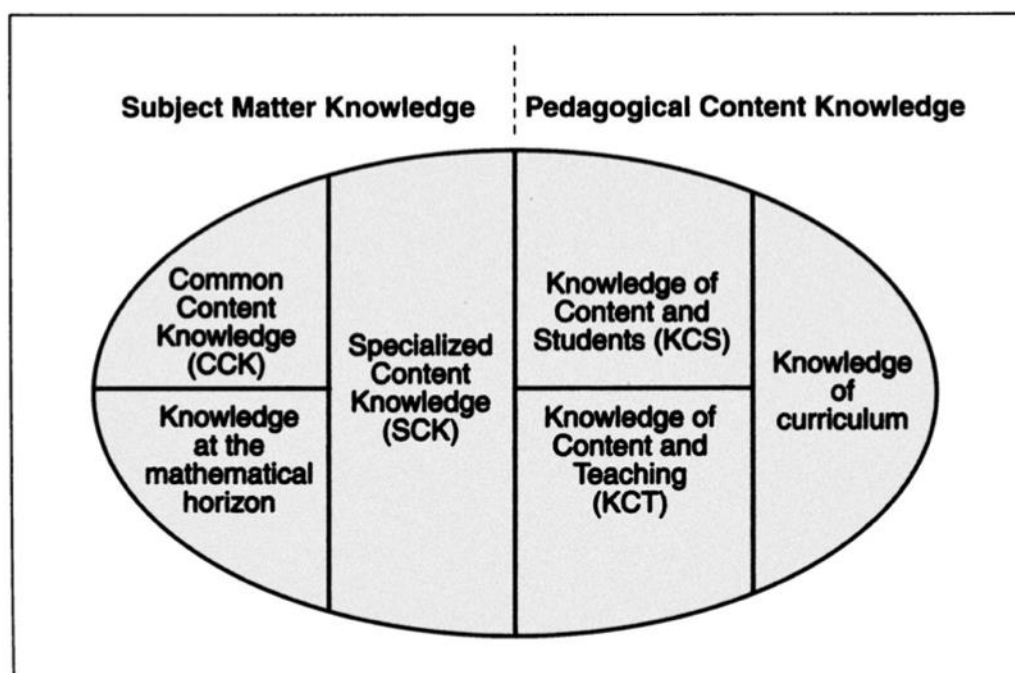 Subject Matter Knowledge
Pedagogical Content Knowledge
Common
Content
Knowledge
(CCK)
Knowledge
at the
mathematical
horizon
Specialized
Content
Knowledge
(SCK)
Knowledge of
Content and
Students (KCS)
Knowledge of
Content and
Teaching
(KCT)
Knowledge
of
curriculum